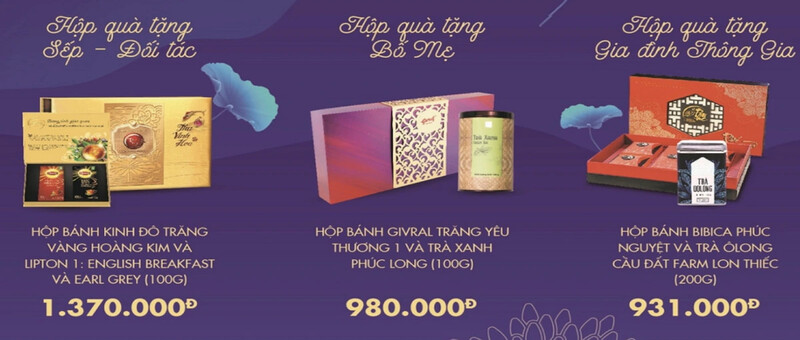 Hộp quà tặng
Sếp – Đối tác
Thu
Vinh
Hoa
HỘP BÁNH KINH ĐÔ TRĂNG
VÀNG HOÀNG KIM VÀ
LIPTON 1: ENGLISH BREAKFAST
VÀ EARL GREY (100G)
1.370.000Đ
Hộp quà tặng
Bố Mẹ
HỘP BÁNH GIVRAL TRĂNG YÊU
THƯƠNG 1 VÀ TRÀ XANH
PHÚC LONG (100G)
980.000Đ
Hộp quà tặng
Gia đình Thông Gia
TRÀ
OOLONG
HỘP BÁNH BIBICA PHÚC
NGUYỆT VÀ TRÀ ÔLONG
CẦU ĐẤT FARM LON THIẾC
(200G)
931.000Đ